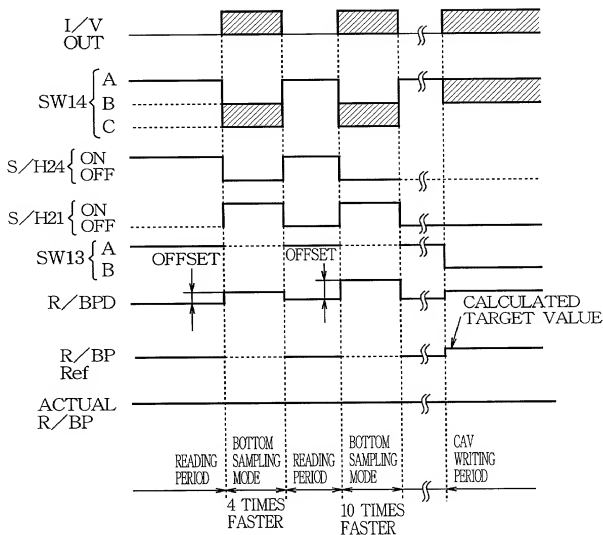 I/V
OUT
SW14
A
B
C
S/H24
ON
OFF
S/H21
ON
OFF
SW13
A
B
OFFSET
OFFSET
R/BPD
CALCULATED
TARGET VALUE
R/BP
Ref
ACTUAL
R/BP
READING
PERIOD
BOTTOM
SAMPLING
MODE
READING
PERIOD
BOTTOM
SAMPLING
MODE
CAV
WRITING
PERIOD
4 TIMES
FASTER
10 TIMES
FASTER